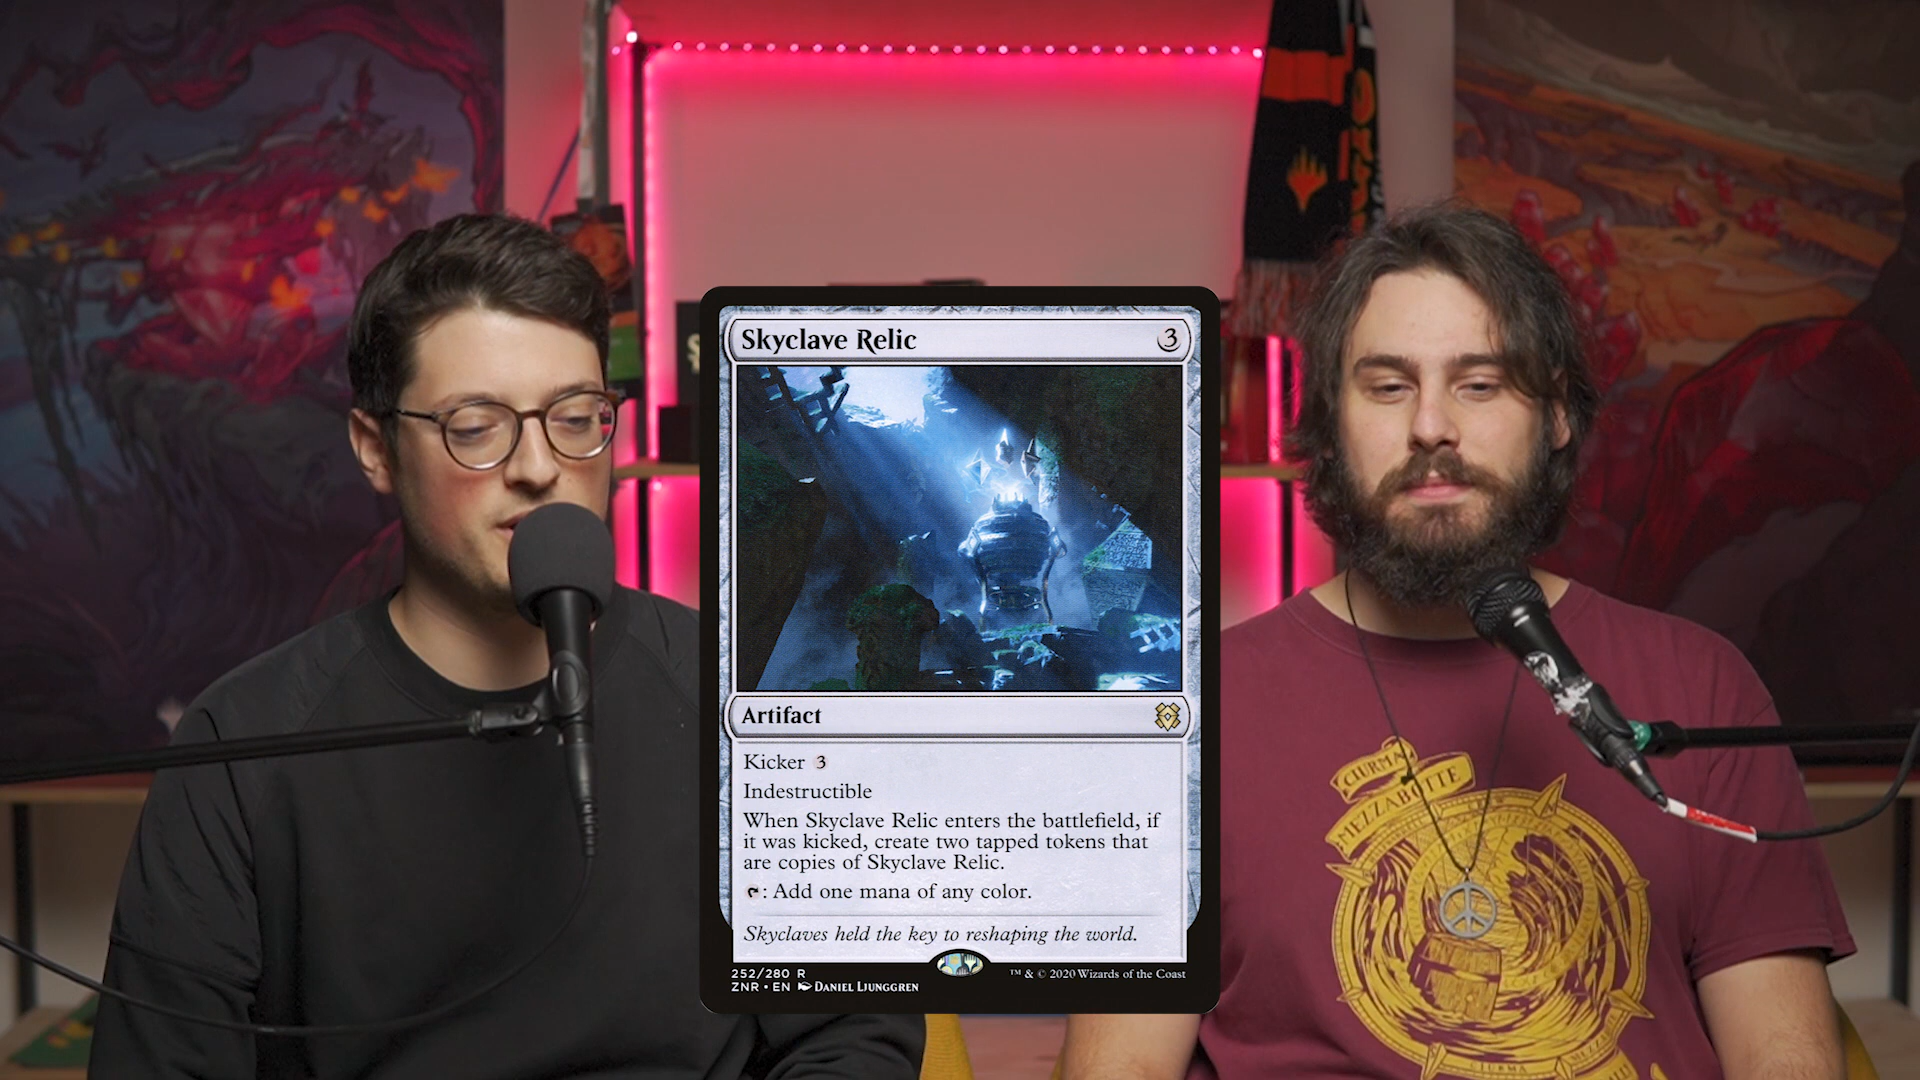 Skyclave Relic 3
Artifact
Kicker 3
Indestructible
When Skyclave Relic enters the battlefield, if
it was kicked, create two tapped tokens that
are copies of Skyclave Relic.
: Add one mana of any color.
Skyclaves held the key to reshaping the world.
252/280 R
ZNR • EN DANIEL LJUNGGREN
™ & © 2020 Wizards of the Coast
CIURMA
MEZZABOTTE